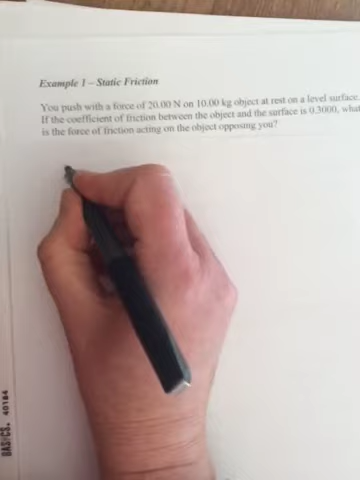 Example 1 – Static Friction
You push with a force of 20.00 N on 10.00 kg object at rest on a level surface.
If the coefficient of friction between the object and the surface is 0.3000, what
is the force of friction acting on the object opposing you?
BASICS. 40184